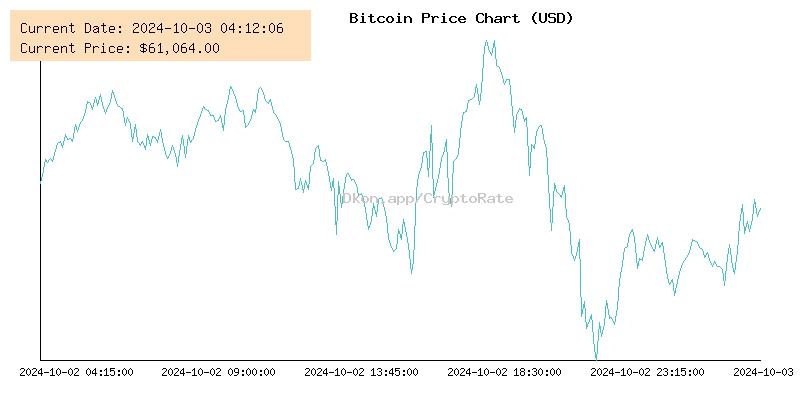 Bitcoin Price Chart (USD)
Current Date: 2024-10-03 04:12:06
Current Price: $61,064.00
Dkon.app/CryptoRate
2024-10-02 04:15:00 2024-10-02 09:00:00 2024-10-02 13:45:00 2024-10-02 18:30:00 2024-10-02 23:15:00 2024-10-03